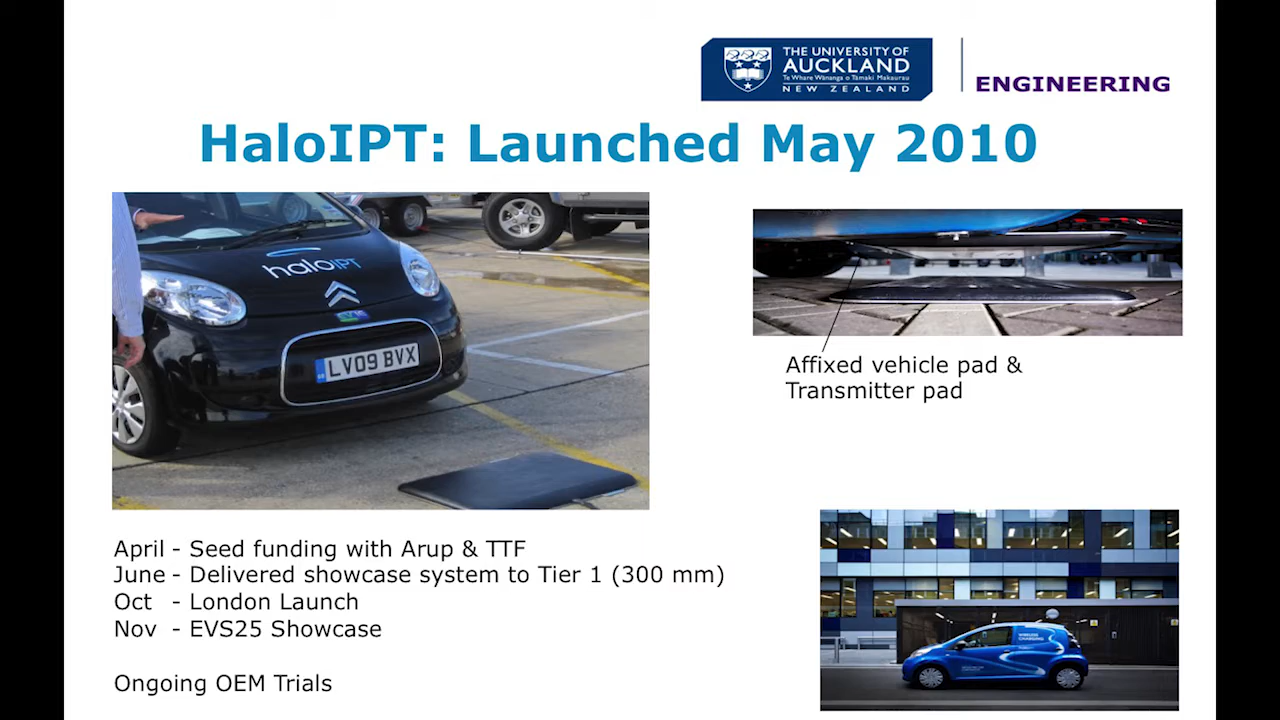 THE UNIVERSITY OF
AUCKLAND
Te Whare Wānanga o Tāmaki Makaurau
NEW ZEALAND
ENGINEERING
HaloIPT: Launched May 2010
haloIPT
LV09 BVX
Affixed vehicle pad &
Transmitter pad
April - Seed funding with Arup & TTF
June - Delivered showcase system to Tier 1 (300 mm)
Oct - London Launch
Nov - EVS25 Showcase
Ongoing OEM Trials
WIRELESS
CHARGING